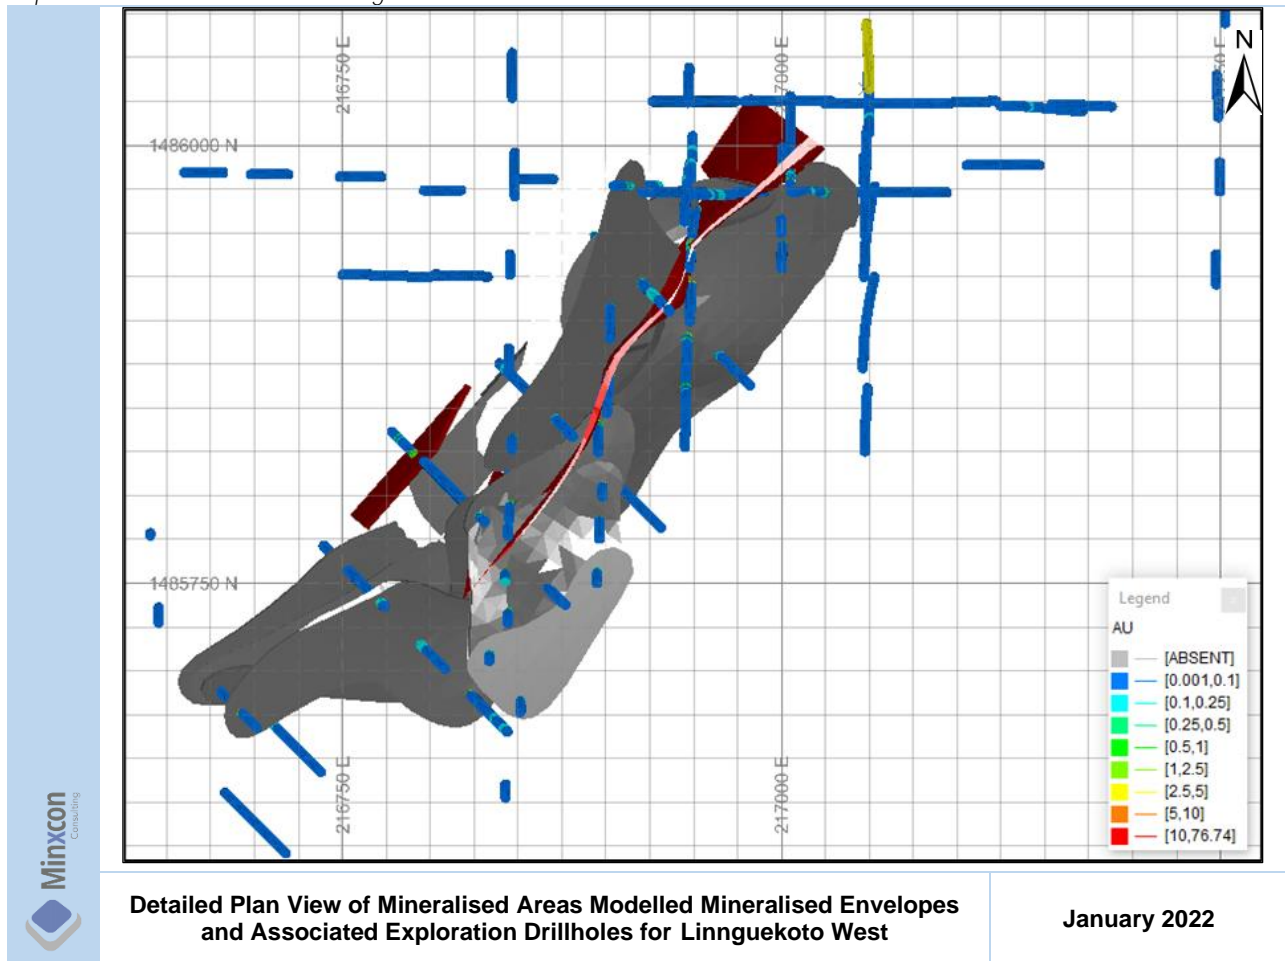 216750 E
N
1486000 N
1485750 N
Legend
AU
[ABSENT]
[0.001,0.1]
[0.1,0.25]
[0.25,0.5]
[0.5,1]
[1,2.5]
[2.5,5]
[5,10]
[10,76.74]
216750 E
217000 E
Minxcon
Consulting
Detailed Plan View of Mineralised Areas Modelled Mineralised Envelopes
and Associated Exploration Drillholes for Linnguekoto West
January 2022